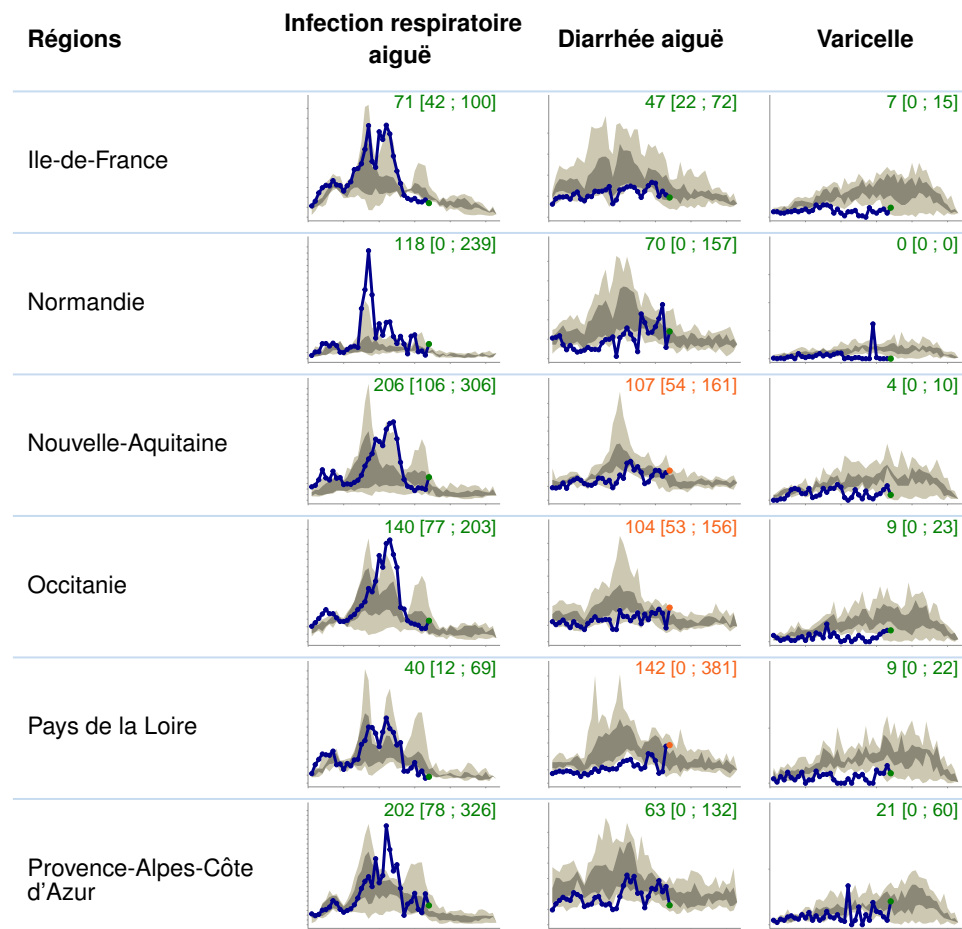 Régions
Infection respiratoire
aiguë
Diarrhée aiguë
Varicelle
Ile-de-France
71 [42 ; 100]
47 [22 ; 72]
7 [0 ; 15]
Normandie
118 [0 ; 239]
70 [0 ; 157]
0 [0 ; 0]
Nouvelle-Aquitaine
206 [106 ; 306]
107 [54 ; 161]
4 [0 ; 10]
Occitanie
140 [77 ; 203]
104 [53 ; 156]
9 [0 ; 23]
Pays de la Loire
40 [12 ; 69]
142 [0 ; 381]
9 [0 ; 22]
Provence-Alpes-Côte
d'Azur
202 [78 ; 326]
63 [0 ; 132]
21 [0 ; 60]